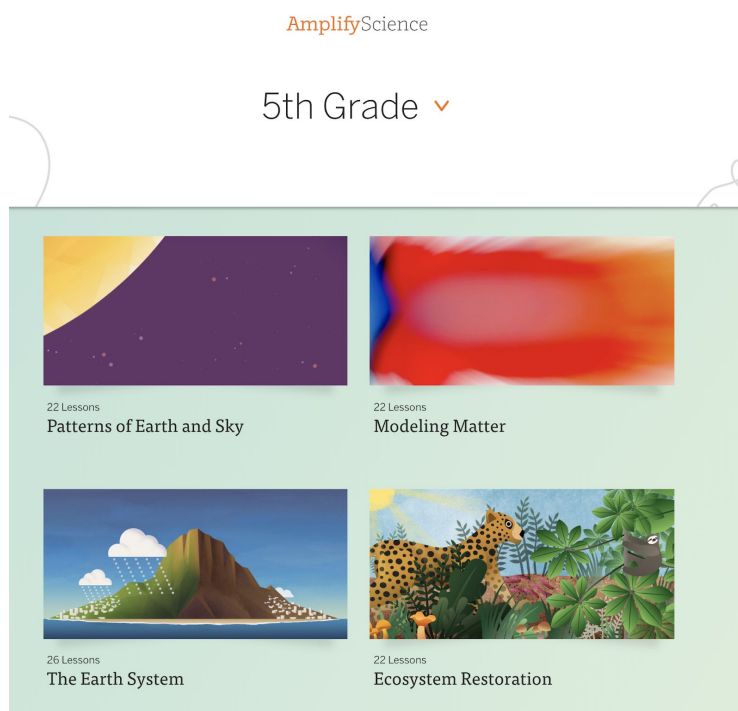 AmplifyScience
5th Grade
22 Lessons
Patterns of Earth and Sky
22 Lessons
Modeling Matter
26 Lessons
The Earth System
22 Lessons
Ecosystem Restoration